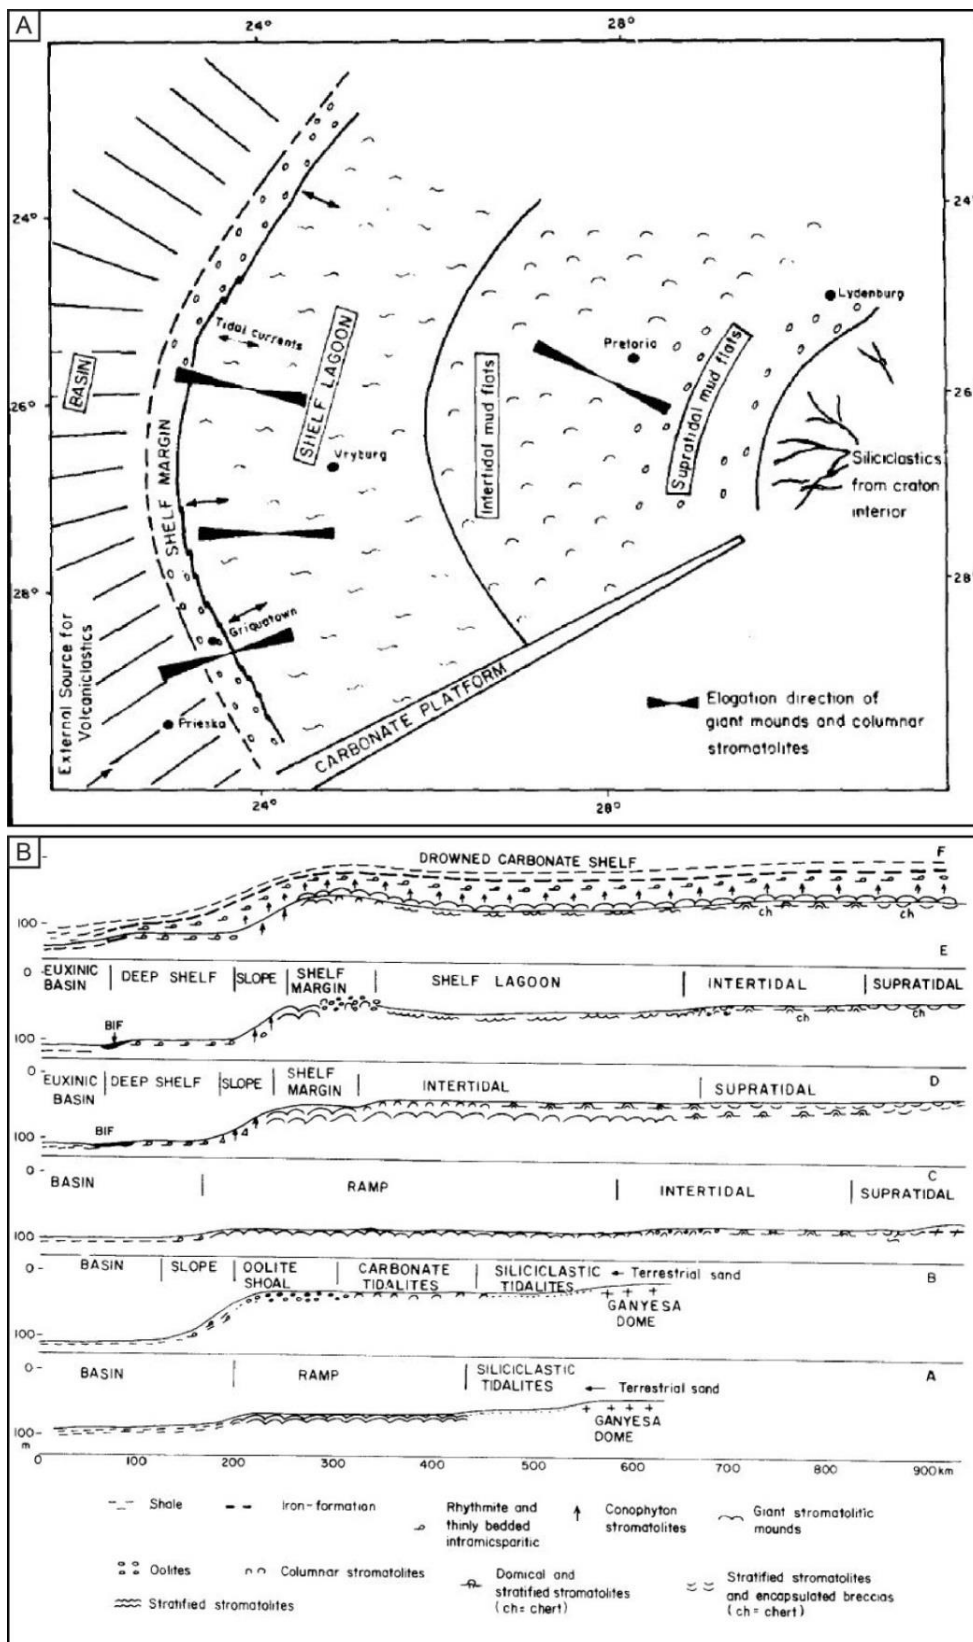 A
24°
28°
24°
24°
Lydenburg
Tidal currents
SHELF LAGOON
BASIN
Pretoria
Intertidal mud flats
Supratidal mud flats
26°
26°
SHELF MARGIN
Vryburg
Siliciclastics
from craton
interior
28°
28°
Griquatown
External Source for
Volcaniclastics
Prieska
CARBONATE PLATFORM
Elogation direction of
giant mounds and columnar
stromatolites
24°
28°
B
DROWNED CARBONATE SHELF
F
100
ch
ch
E
0
EUXINIC BASIN
DEEP SHELF
SLOPE
SHELF MARGIN
SHELF LAGOON
INTERTIDAL
SUPRATIDAL
BIF
100
ch
ch
0
D
EUXINIC BASIN
DEEP SHELF
SLOPE
SHELF MARGIN
INTERTIDAL
SUPRATIDAL
BIF
100
0
C
BASIN
RAMP
INTERTIDAL
SUPRATIDAL
100
0
B
BASIN
SLOPE
OOLITE SHOAL
CARBONATE TIDALITES
SILICICLASTIC TIDALITES
Terrestrial sand
GANYESA
DOME
100
0
A
BASIN
RAMP
SILICICLASTIC TIDALITES
Terrestrial sand
GANYESA
DOME
100
m
0 100 200 300 400 500 600 700 800 900 km
Shale
Iron-formation
Rhythmite and
thinly bedded
intramicsparitic
Conophyton
stromatolites
Giant stromatolitic
mounds
Oolites
Columnar stromatolites
Domical and
stratified stromatolites
(ch= chert)
Stratified stromatolites
and encapsulated breccias
(ch= chert)
Stratified stromatolites